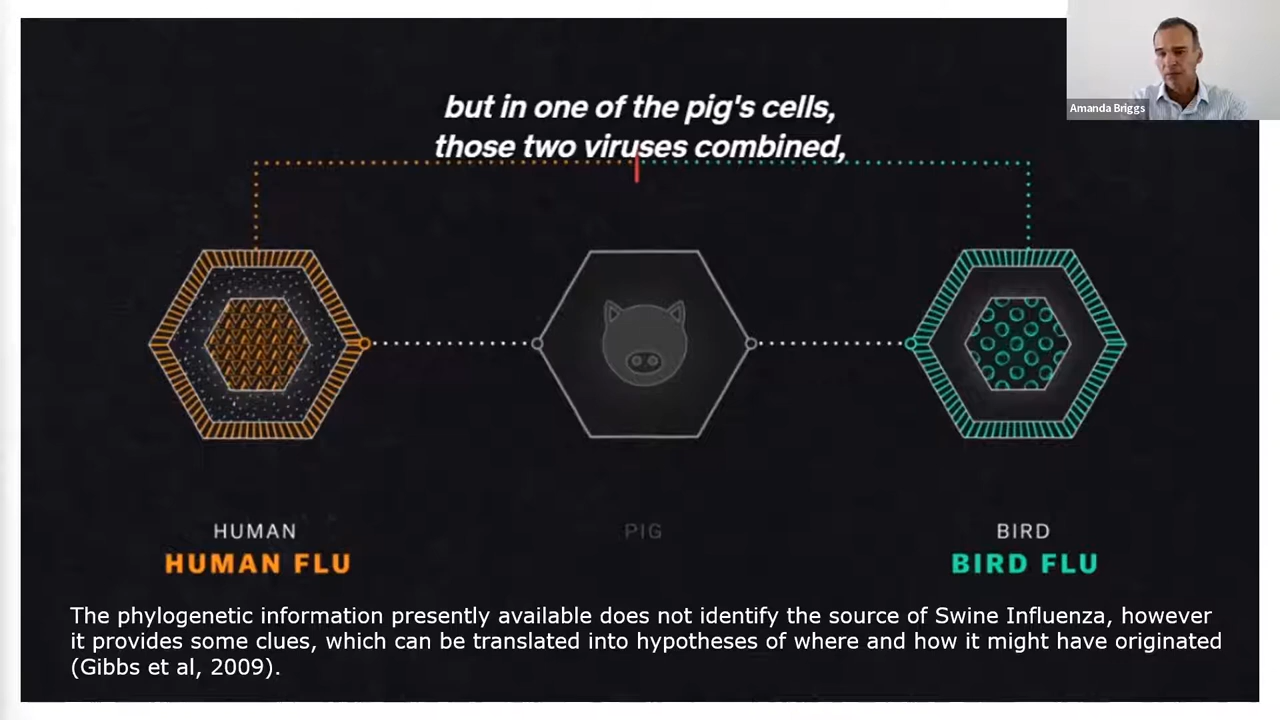 but in one of the pig's cells,
those two viruses combined,
Amanda Briggs
HUMAN
HUMAN FLU
PIG
BIRD
BIRD FLU
The phylogenetic information presently available does not identify the source of Swine Influenza, however
it provides some clues, which can be translated into hypotheses of where and how it might have originated
(Gibbs et al, 2009).